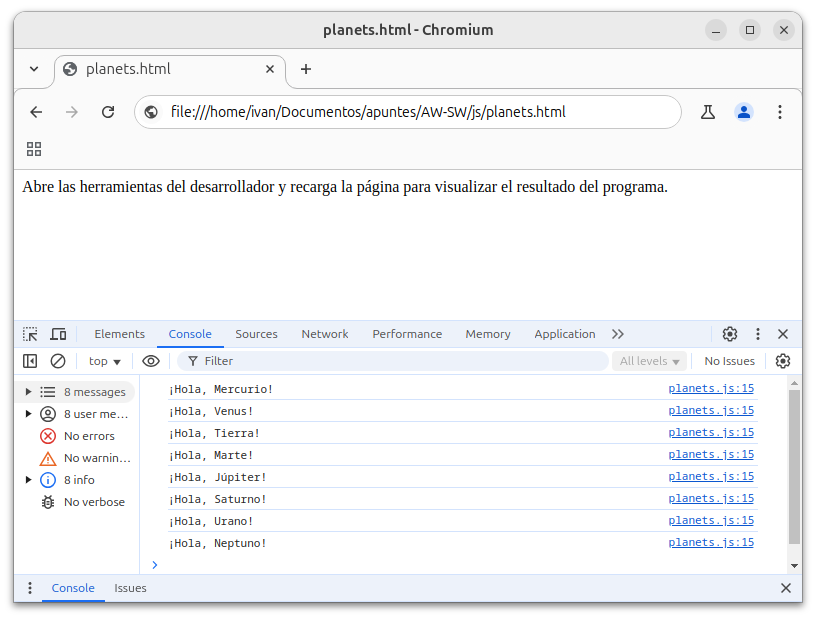 planets.html - Chromium
planets.html
file:///home/ivan/Documentos/apuntes/AW-SW/js/planets.html
Abre las herramientas del desarrollador y recarga la página para visualizar el resultado del programa.
Elements Console Sources Network Performance Memory Application
top Filter All levels No Issues
8 messages
8 user me...
No errors
No warnin...
8 info
No verbose
¡Hola, Mercurio! planets.js:15
¡Hola, Venus! planets.js:15
¡Hola, Tierra! planets.js:15
¡Hola, Marte! planets.js:15
¡Hola, Júpiter! planets.js:15
¡Hola, Saturno! planets.js:15
¡Hola, Urano! planets.js:15
¡Hola, Neptuno! planets.js:15
Console Issues